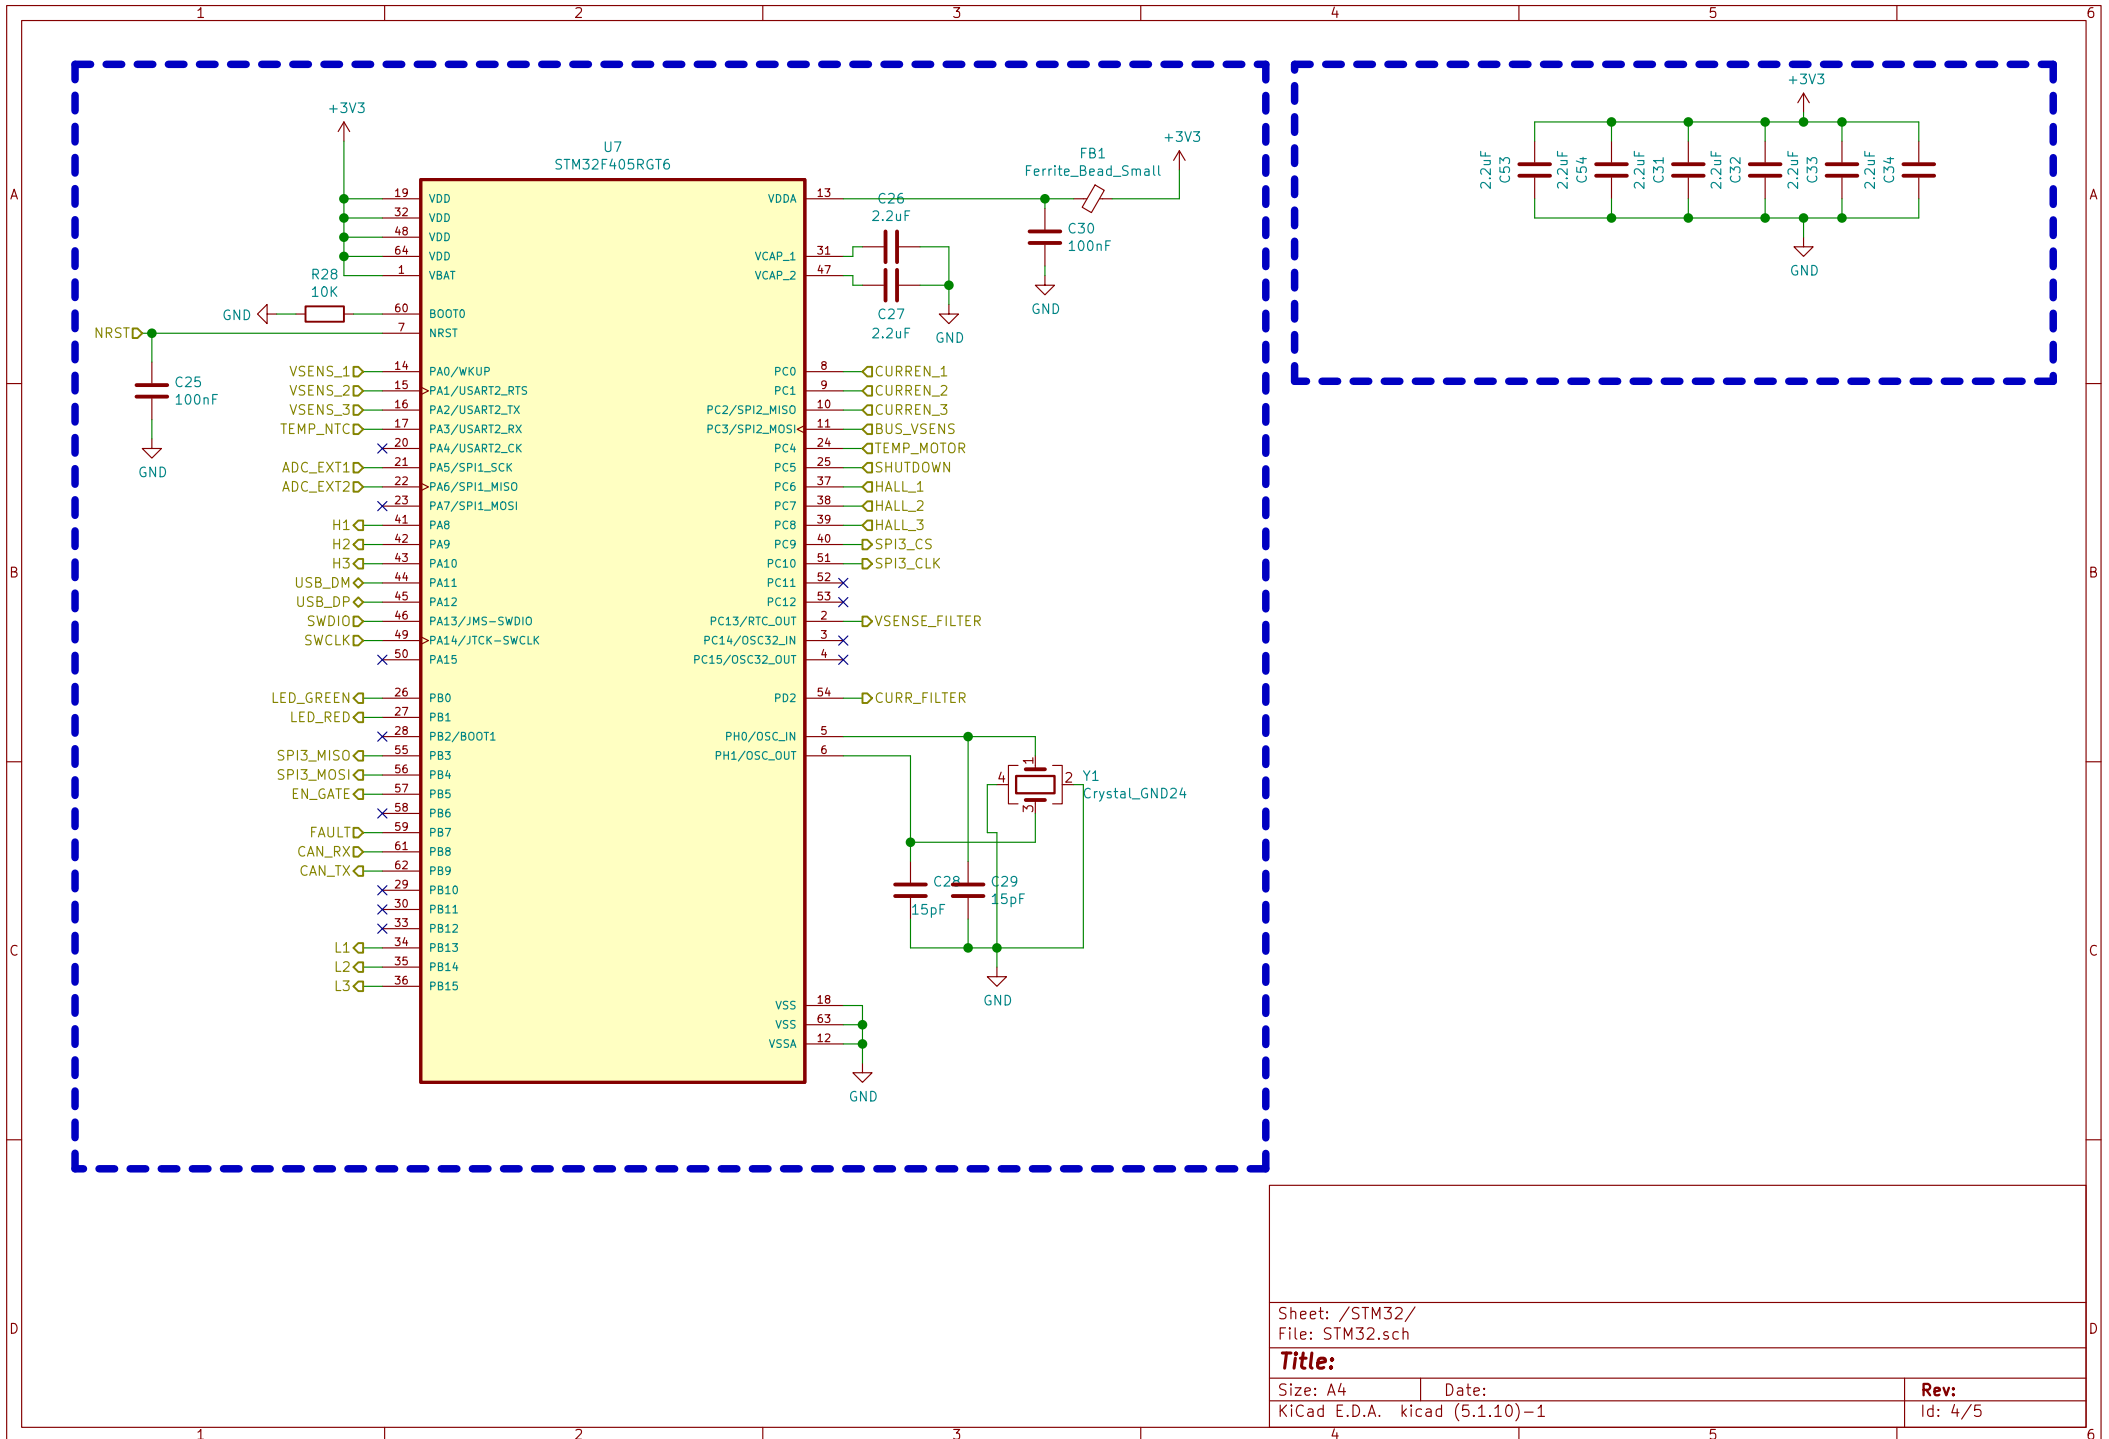 1 2 3 4 5 6
A
B
C
D
+3V3
U7
STM32F405RGT6
19 VDD
32 VDD
48 VDD
64 VDD
1 VBAT
R28
10K
GND
60 BOOT0
NRST 7 NRST
C25
100nF
GND
VSENS_1 14 PA0/WKUP
VSENS_2 15 PA1/USART2_RTS
VSENS_3 16 PA2/USART2_TX
TEMP_NTC 17 PA3/USART2_RX
20 PA4/USART2_CK
ADC_EXT1 21 PA5/SPI1_SCK
ADC_EXT2 22 PA6/SPI1_MISO
23 PA7/SPI1_MOSI
H1 41 PA8
H2 42 PA9
H3 43 PA10
USB_DM 44 PA11
USB_DP 45 PA12
SWDIO 46 PA13/JMS-SWDIO
SWCLK 49 PA14/JTCK-SWCLK
50 PA15
LED_GREEN 26 PB0
LED_RED 27 PB1
28 PB2/BOOT1
SPI3_MISO 55 PB3
SPI3_MOSI 56 PB4
EN_GATE 57 PB5
58 PB6
FAULT 59 PB7
CAN_RX 61 PB8
CAN_TX 62 PB9
29 PB10
30 PB11
33 PB12
L1 34 PB13
L2 35 PB14
L3 36 PB15
VDDA 13
VCAP_1 31
VCAP_2 47
C26
2.2uF
C27
2.2uF
GND
FB1
Ferrite_Bead_Small
+3V3
C30
100nF
GND
PC0 8 CURREN_1
PC1 9 CURREN_2
PC2/SPI2_MISO 10 CURREN_3
PC3/SPI2_MOSI 11 BUS_VSENS
PC4 24 TEMP_MOTOR
PC5 25 SHUTDOWN
PC6 37 HALL_1
PC7 38 HALL_2
PC8 39 HALL_3
PC9 40 SPI3_CS
PC10 51 SPI3_CLK
PC11 52
PC12 53
PC13/RTC_OUT 2 VSENSE_FILTER
PC14/OSC32_IN 3
PC15/OSC32_OUT 4
PD2 54 CURR_FILTER
PH0/OSC_IN 5
PH1/OSC_OUT 6
1
4 2
3
Y1
Crystal_GND24
C28
15pF
C29
15pF
GND
VSS 18
VSS 63
VSSA 12
GND
+3V3
2.2uF
C53
2.2uF
C54
2.2uF
C31
2.2uF
C32
2.2uF
C33
2.2uF
C34
GND
A
B
C
D
Sheet: /STM32/
File: STM32.sch
Title:
Size: A4 Date: Rev:
KiCad E.D.A. kicad (5.1.10)-1 Id: 4/5
1 2 3 4 5 6